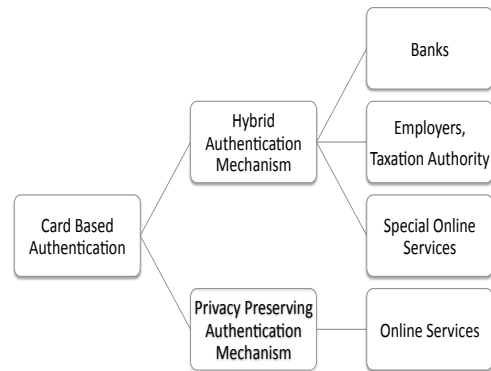 Card Based
Authentication
Hybrid
Authentication
Mechanism
Privacy Preserving
Authentication
Mechanism
Banks
Employers,
Taxation Authority
Special Online
Services
Online Services